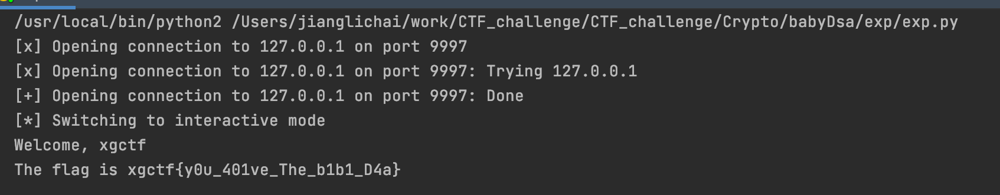 /usr/local/bin/python2 /Users/jianglichai/work/CTF_challenge/CTF_challenge/Crypto/babyDsa/exp/exp.py
[x] Opening connection to 127.0.0.1 on port 9997
[x] Opening connection to 127.0.0.1 on port 9997: Trying 127.0.0.1
[+] Opening connection to 127.0.0.1 on port 9997: Done
[*] Switching to interactive mode
Welcome, xgctf
The flag is xgctf{y0u_401ve_The_b1b1_D4a}